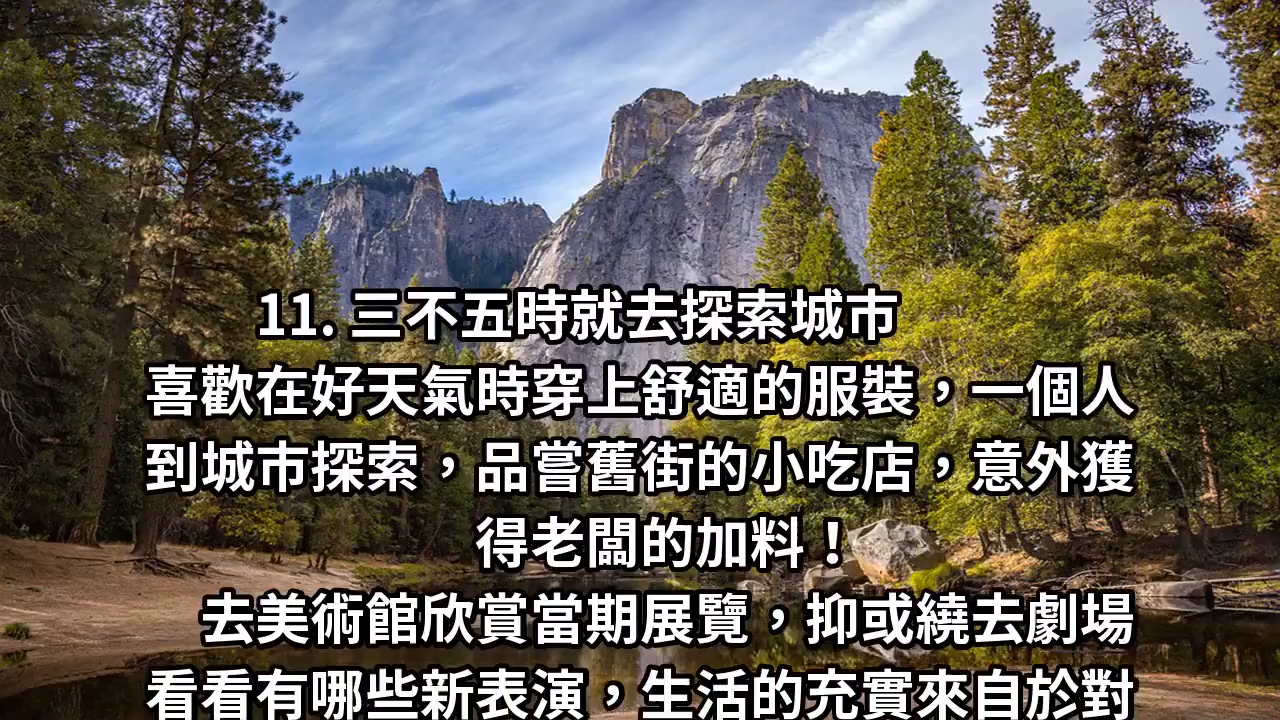 11. 三不五時就去探索城市
喜歡在好天氣時穿上舒適的服裝，一個人
到城市探索，品嘗舊街的小吃店，意外獲
得老闆的加料！
去美術館欣賞當期展覽，抑或繞去劇場
看看有哪些新表演，生活的充實來自於對